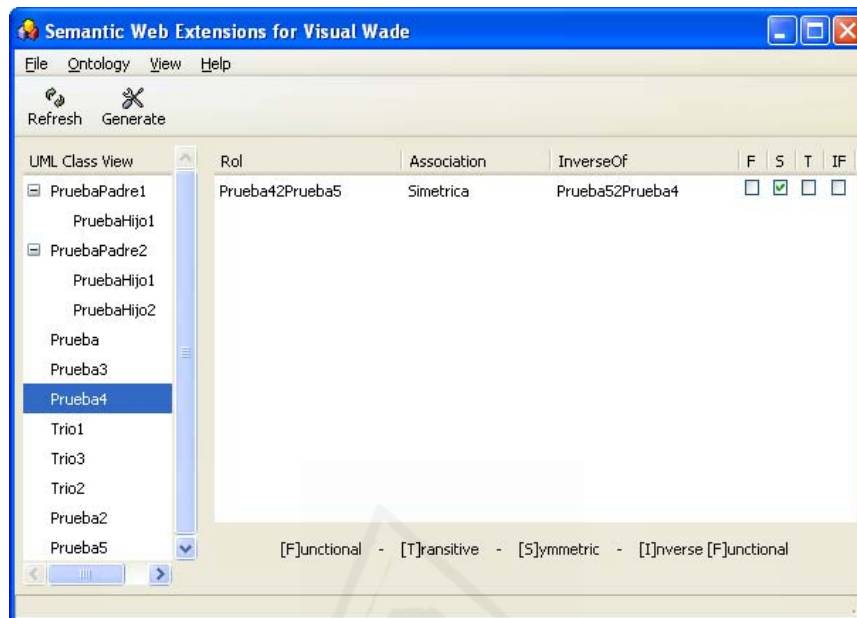 Semantic Web Extensions for Visual Wade
File Ontology View Help
Refresh Generate
UML Class View
Rol Association InverseOf F S T IF
PruebaPadre1
Prueba42Prueba5 Simetrica Prueba52Prueba4
PruebaHijo1
PruebaPadre2
PruebaHijo1
PruebaHijo2
Prueba
Prueba3
Prueba4
Trio1
Trio3
Trio2
Prueba2
Prueba5
[F]unctional - [T]ransitive - [S]ymmetric - [I]nverse [F]unctional